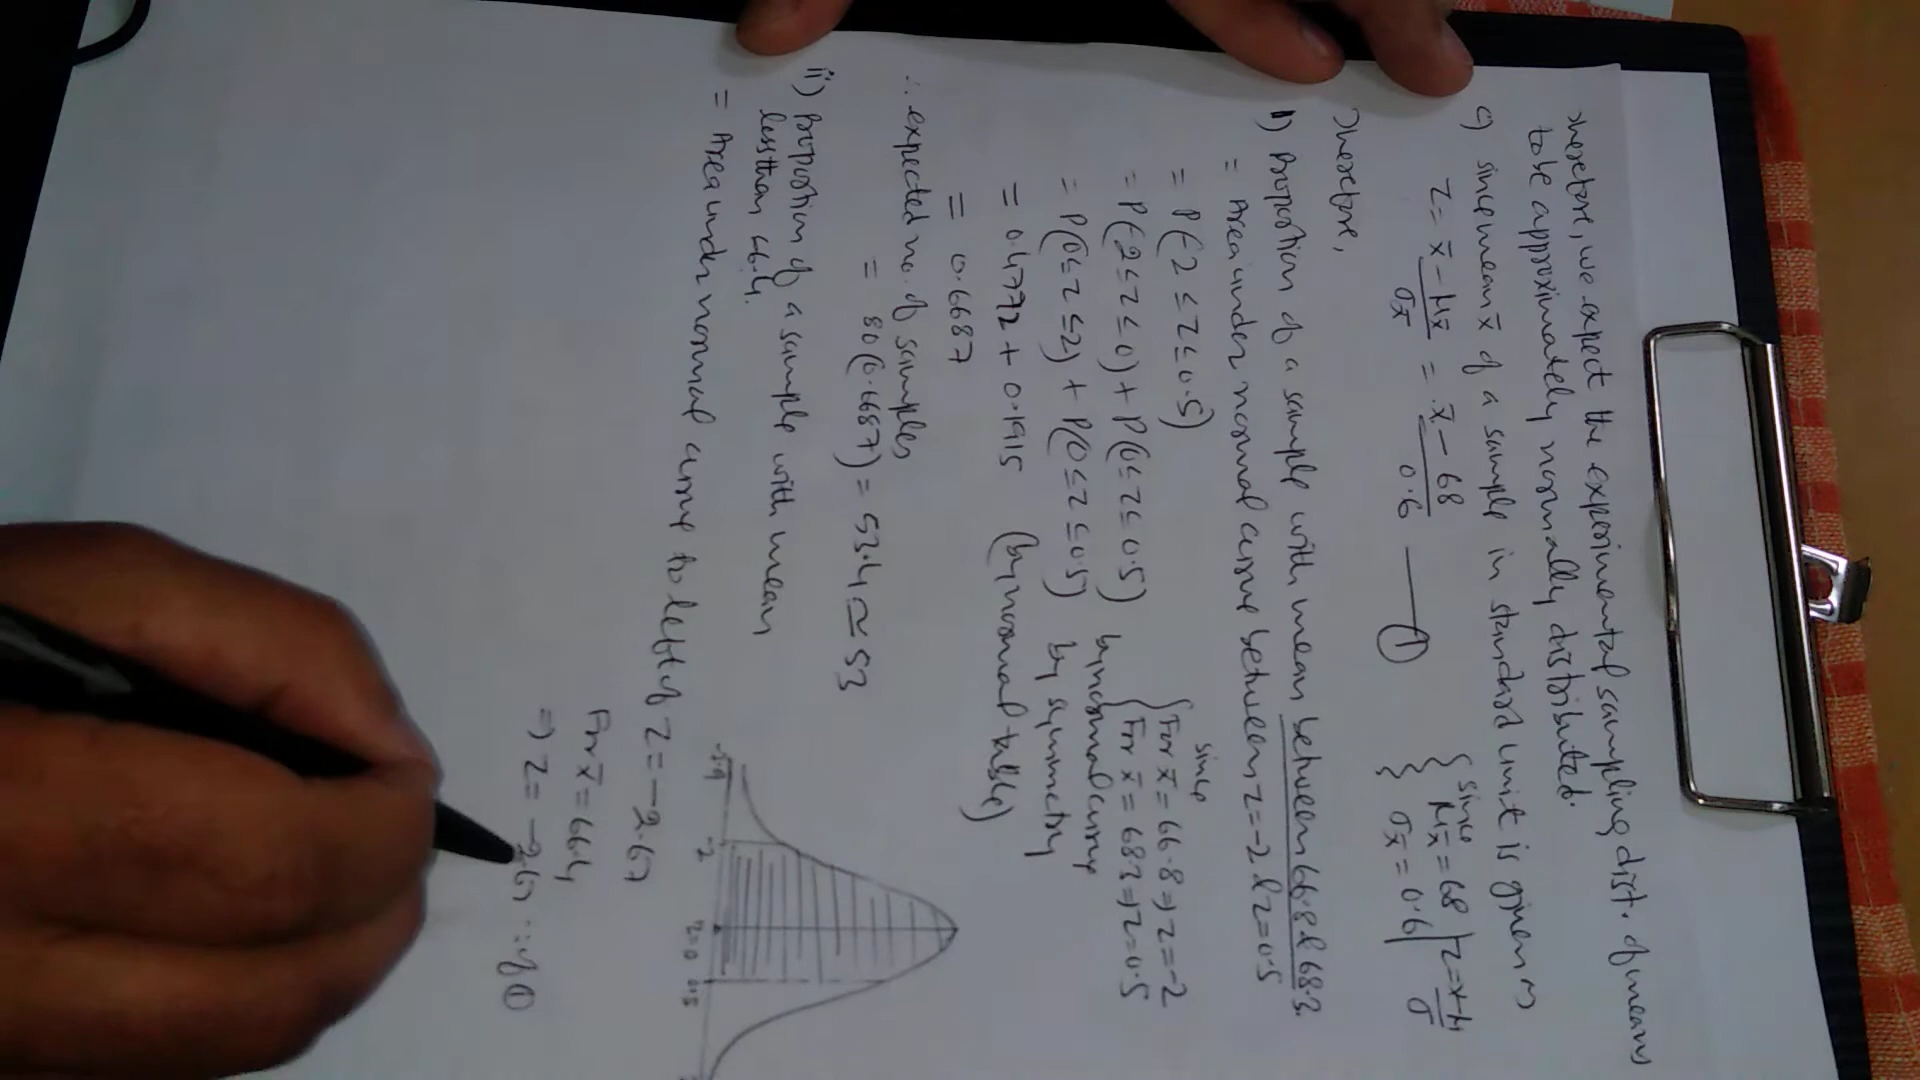 Therefore, we expect the experimental sampling dist. of means
to be approximately normally distributed.
c) since mean x̄ of a sample in standard unit is given as
z = x̄ - μx̄ / σx̄ = x̄ - 68 / 0.6 —— ①
{ since μx̄ = 68
σx̄ = 0.6 | z = x - μ / σ
Therefore,
1) Proportion of a sample with mean between 66.8 & 68.3.
= Area under normal curve between z = -2 & z = 0.5
= P(-2 ≤ z ≤ 0.5)
since
{ For x̄ = 66.8 ⇒ z = -2
{ For x̄ = 68.3 ⇒ z = 0.5
= P(-2 ≤ z ≤ 0) + P(0 ≤ z ≤ 0.5) by normal curve
= P(0 ≤ z ≤ 2) + P(0 ≤ z ≤ 0.5) by symmetry
= 0.4772 + 0.1915 (by normal table)
= 0.6687
∴ expected no. of samples
= 80(0.6687) = 53.4 ≃ 53
-2 z=0 0.5
ii) Proportion of a sample with mean
less than 66.4.
= Area under normal curve to left of z = -2.67
For x̄ = 66.4
⇒ z = -2.67 ∵ of ①